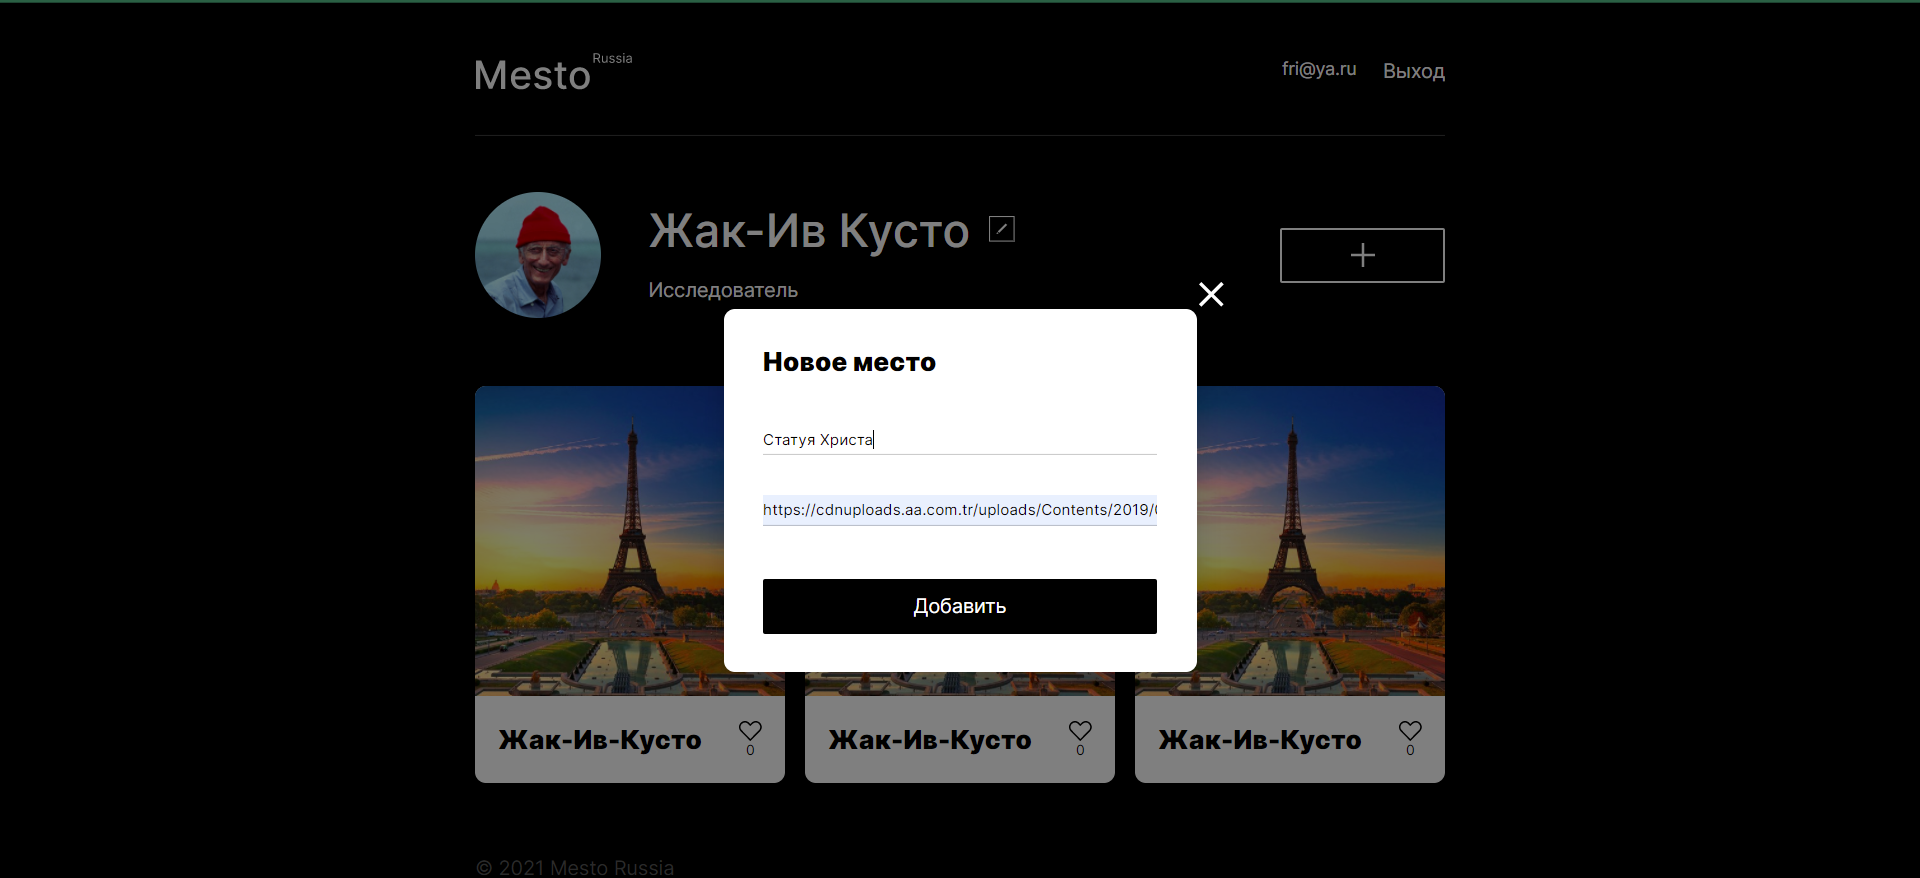 Mesto Russia
fri@ya.ru
Выход
Жак-Ив Кусто
Исследователь
Новое место
Статуя Христа
https://cdnuploads.aa.com.tr/uploads/Contents/2019/
Добавить
Жак-Ив-Кусто
0
Жак-Ив-Кусто
0
Жак-Ив-Кусто
0
© 2021 Mesto Russia